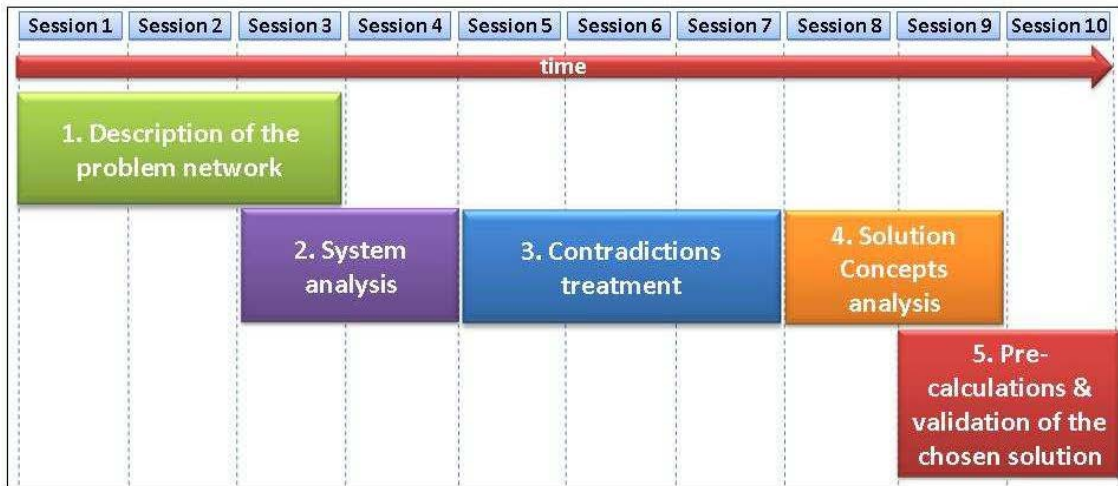 Session 1 Session 2 Session 3 Session 4 Session 5 Session 6 Session 7 Session 8 Session 9 Session 10
time
1. Description of the
problem network
2. System
analysis
3. Contradictions
treatment
4. Solution
Concepts
analysis
5. Pre-
calculations &
validation of the
chosen solution